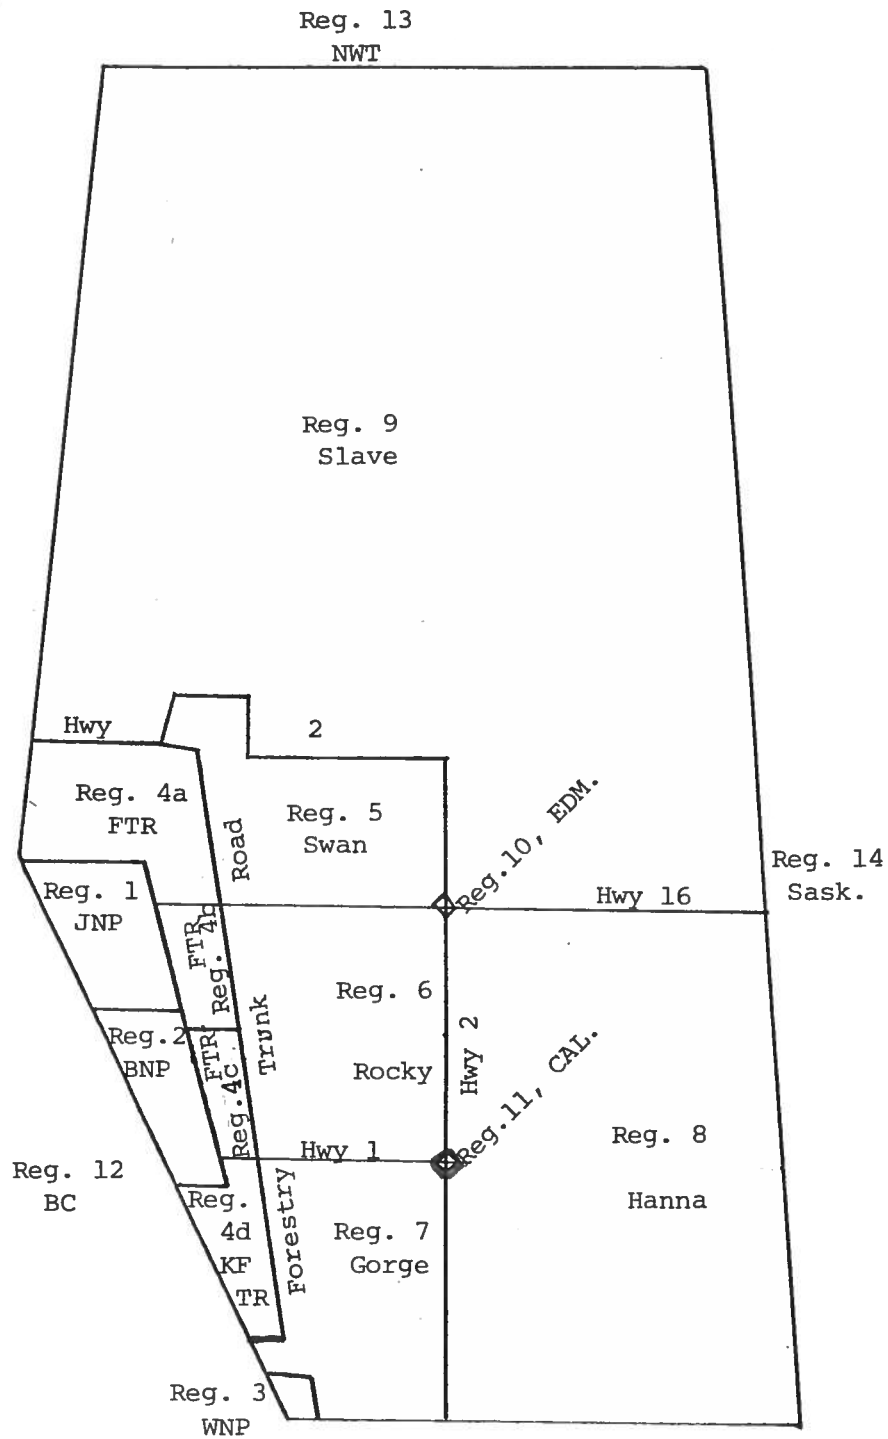 Reg. 13
NWT
Reg. 9
Slave
Hwy 2
Reg. 4a
FTR
Reg. 5
Swan
Road
Reg.10, EDM.
Reg. 14
Sask.
Reg. 1
JNP
Hwy 16
FTR
Reg. 4b
Reg. 6
Rocky
Trunk
Hwy 2
Reg.2
BNP
FTR
Reg.4c
Reg.11, CAL.
Hwy 1
Reg. 8
Hanna
Reg. 12
BC
Reg.
4d
KF
TR
Forestry
Reg. 7
Gorge
Reg. 3
WNP